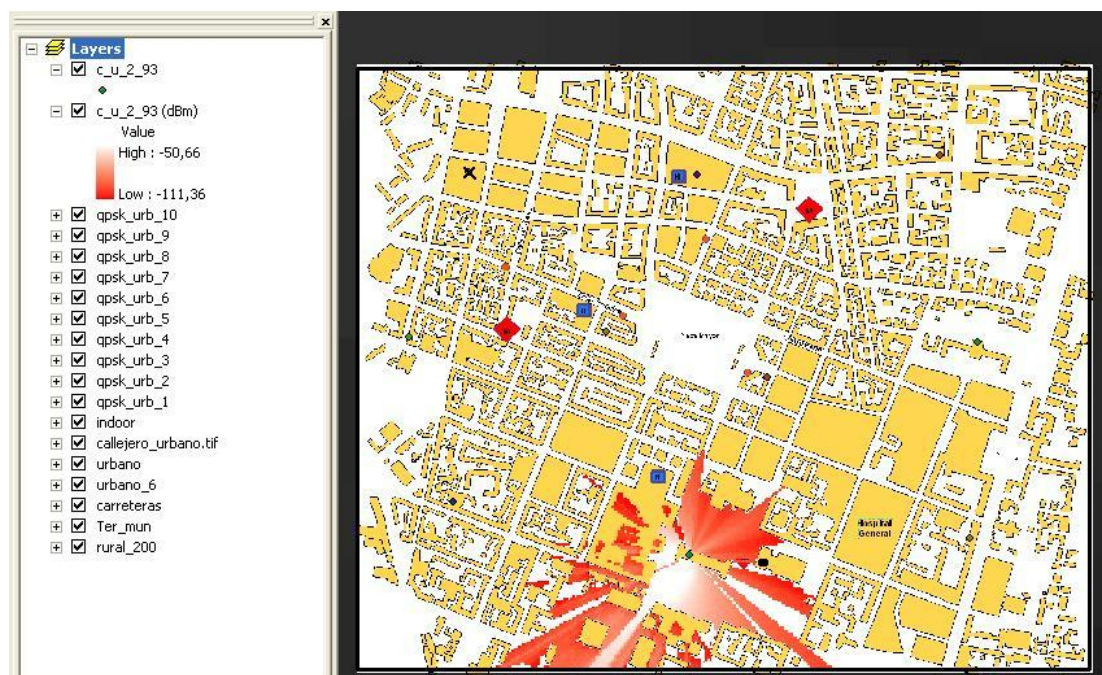 Layers
c_u_2_93
c_u_2_93 (dBm)
Value
High : -50,66
Low : -111,36
qpsk_urb_10
qpsk_urb_9
qpsk_urb_8
qpsk_urb_7
qpsk_urb_6
qpsk_urb_5
qpsk_urb_4
qpsk_urb_3
qpsk_urb_2
qpsk_urb_1
indoor
callejero_urbano.tif
urbano
urbano_6
carreteras
Ter_mun
rural_200
Hospital
General